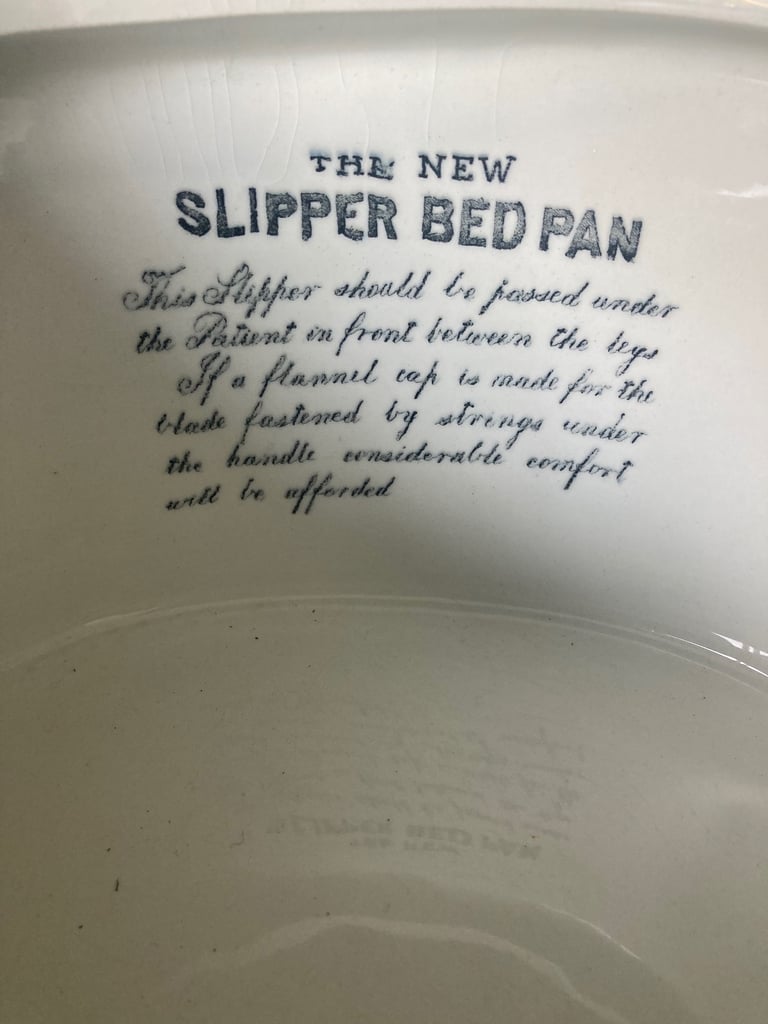 THE NEW
SLIPPER BED PAN
This Slipper should be passed under
the Patient in front between the legs
If a flannel cap is made for the
blade fastened by strings under
the handle considerable comfort
will be afforded